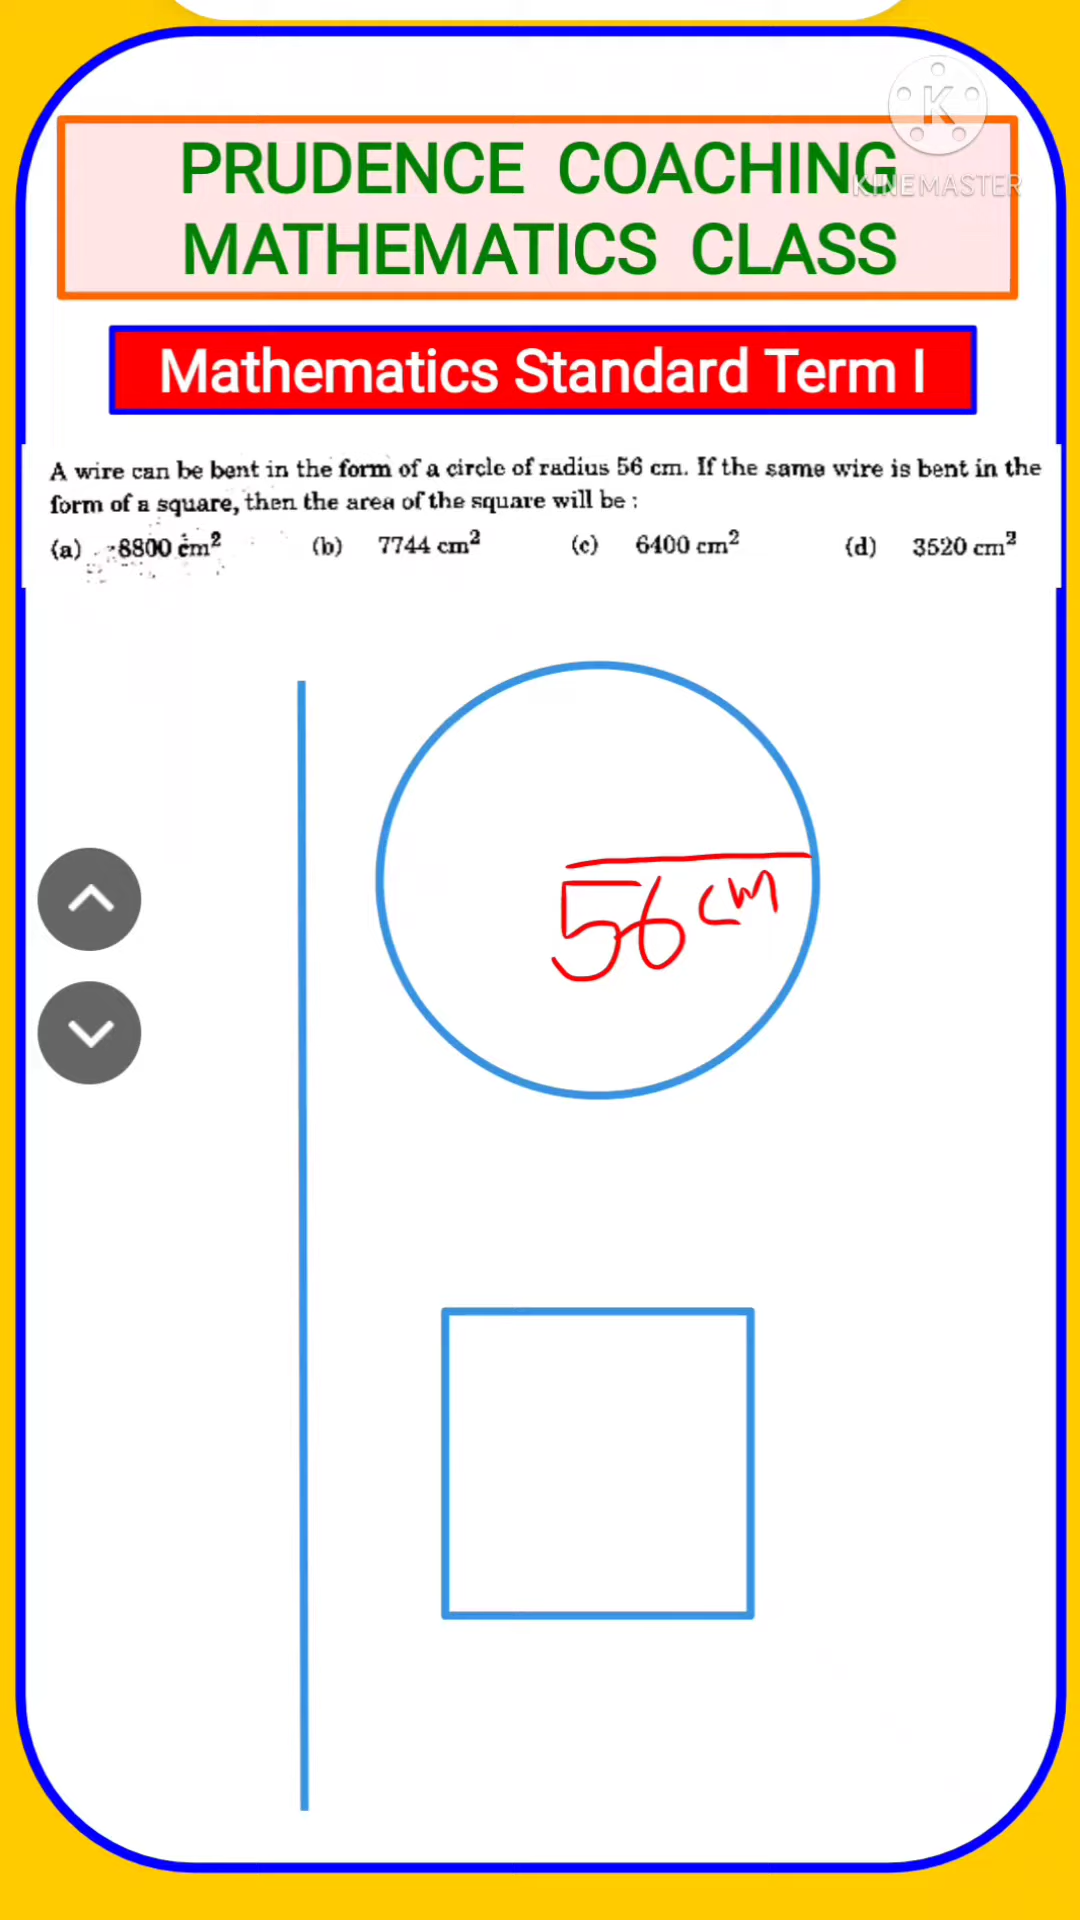 K
KINEMASTER
PRUDENCE COACHING
MATHEMATICS CLASS
Mathematics Standard Term I
A wire can be bent in the form of a circle of radius 56 cm. If the same wire is bent in the
form of a square, then the area of the square will be :
(a) 8800 cm² (b) 7744 cm² (c) 6400 cm² (d) 3520 cm²
56 cm